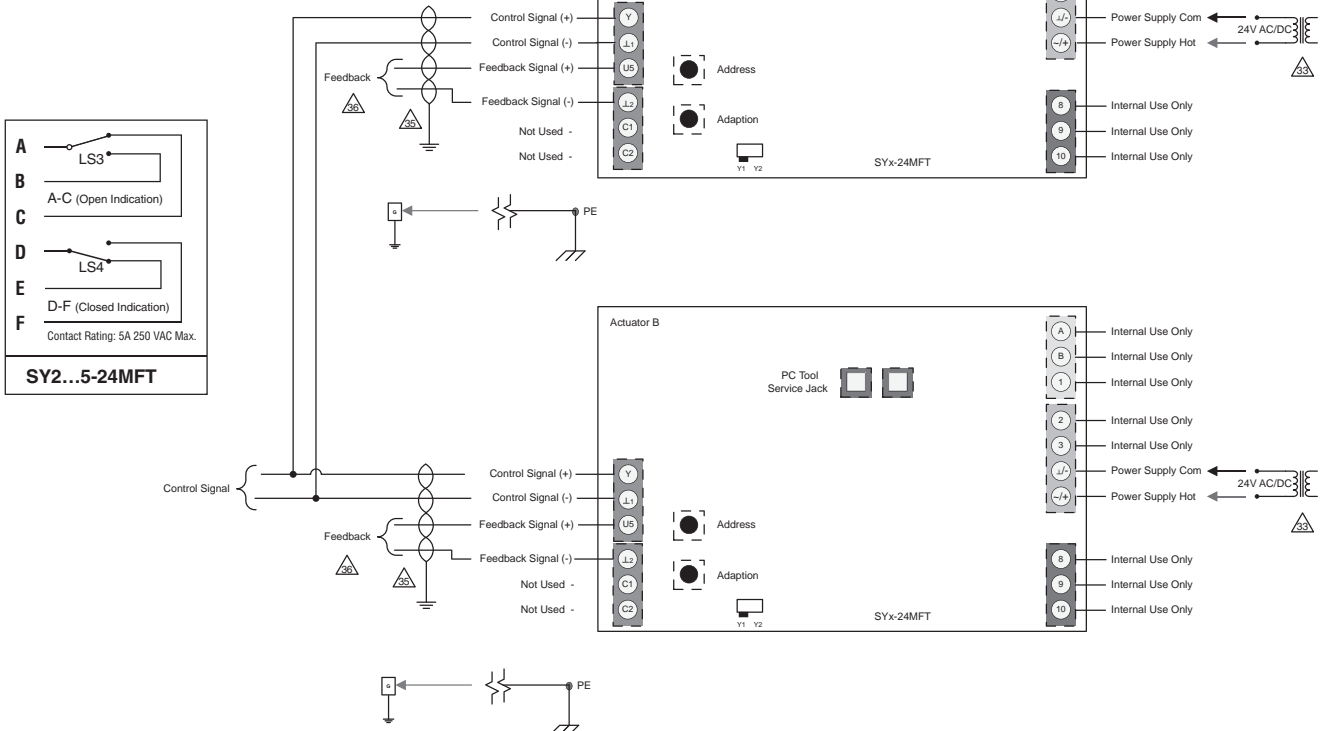 Control Signal (+) Y ⊥/- Power Supply Com
Control Signal (-) ⊥1 ~/+ Power Supply Hot
24V AC/DC
33
Feedback Signal (+) U5 Address
Feedback
36
35
Feedback Signal (-) ⊥2 8 Internal Use Only
Adaption
Not Used - C1 9 Internal Use Only
Not Used - C2 10 Internal Use Only
Y1 Y2
SYx-24MFT
G
PE
A
LS3
B
A-C (Open Indication)
C
D
LS4
E
D-F (Closed Indication)
F
Contact Rating: 5A 250 VAC Max.
SY2...5-24MFT
Actuator B
A Internal Use Only
B Internal Use Only
1 Internal Use Only
PC Tool
Service Jack
2 Internal Use Only
3 Internal Use Only
Control Signal
Control Signal (+) Y ⊥/- Power Supply Com
Control Signal (-) ⊥1 ~/+ Power Supply Hot
24V AC/DC
33
Feedback Signal (+) U5 Address
Feedback
36
35
Feedback Signal (-) ⊥2 8 Internal Use Only
Adaption
Not Used - C1 9 Internal Use Only
Not Used - C2 10 Internal Use Only
Y1 Y2
SYx-24MFT
G
PE